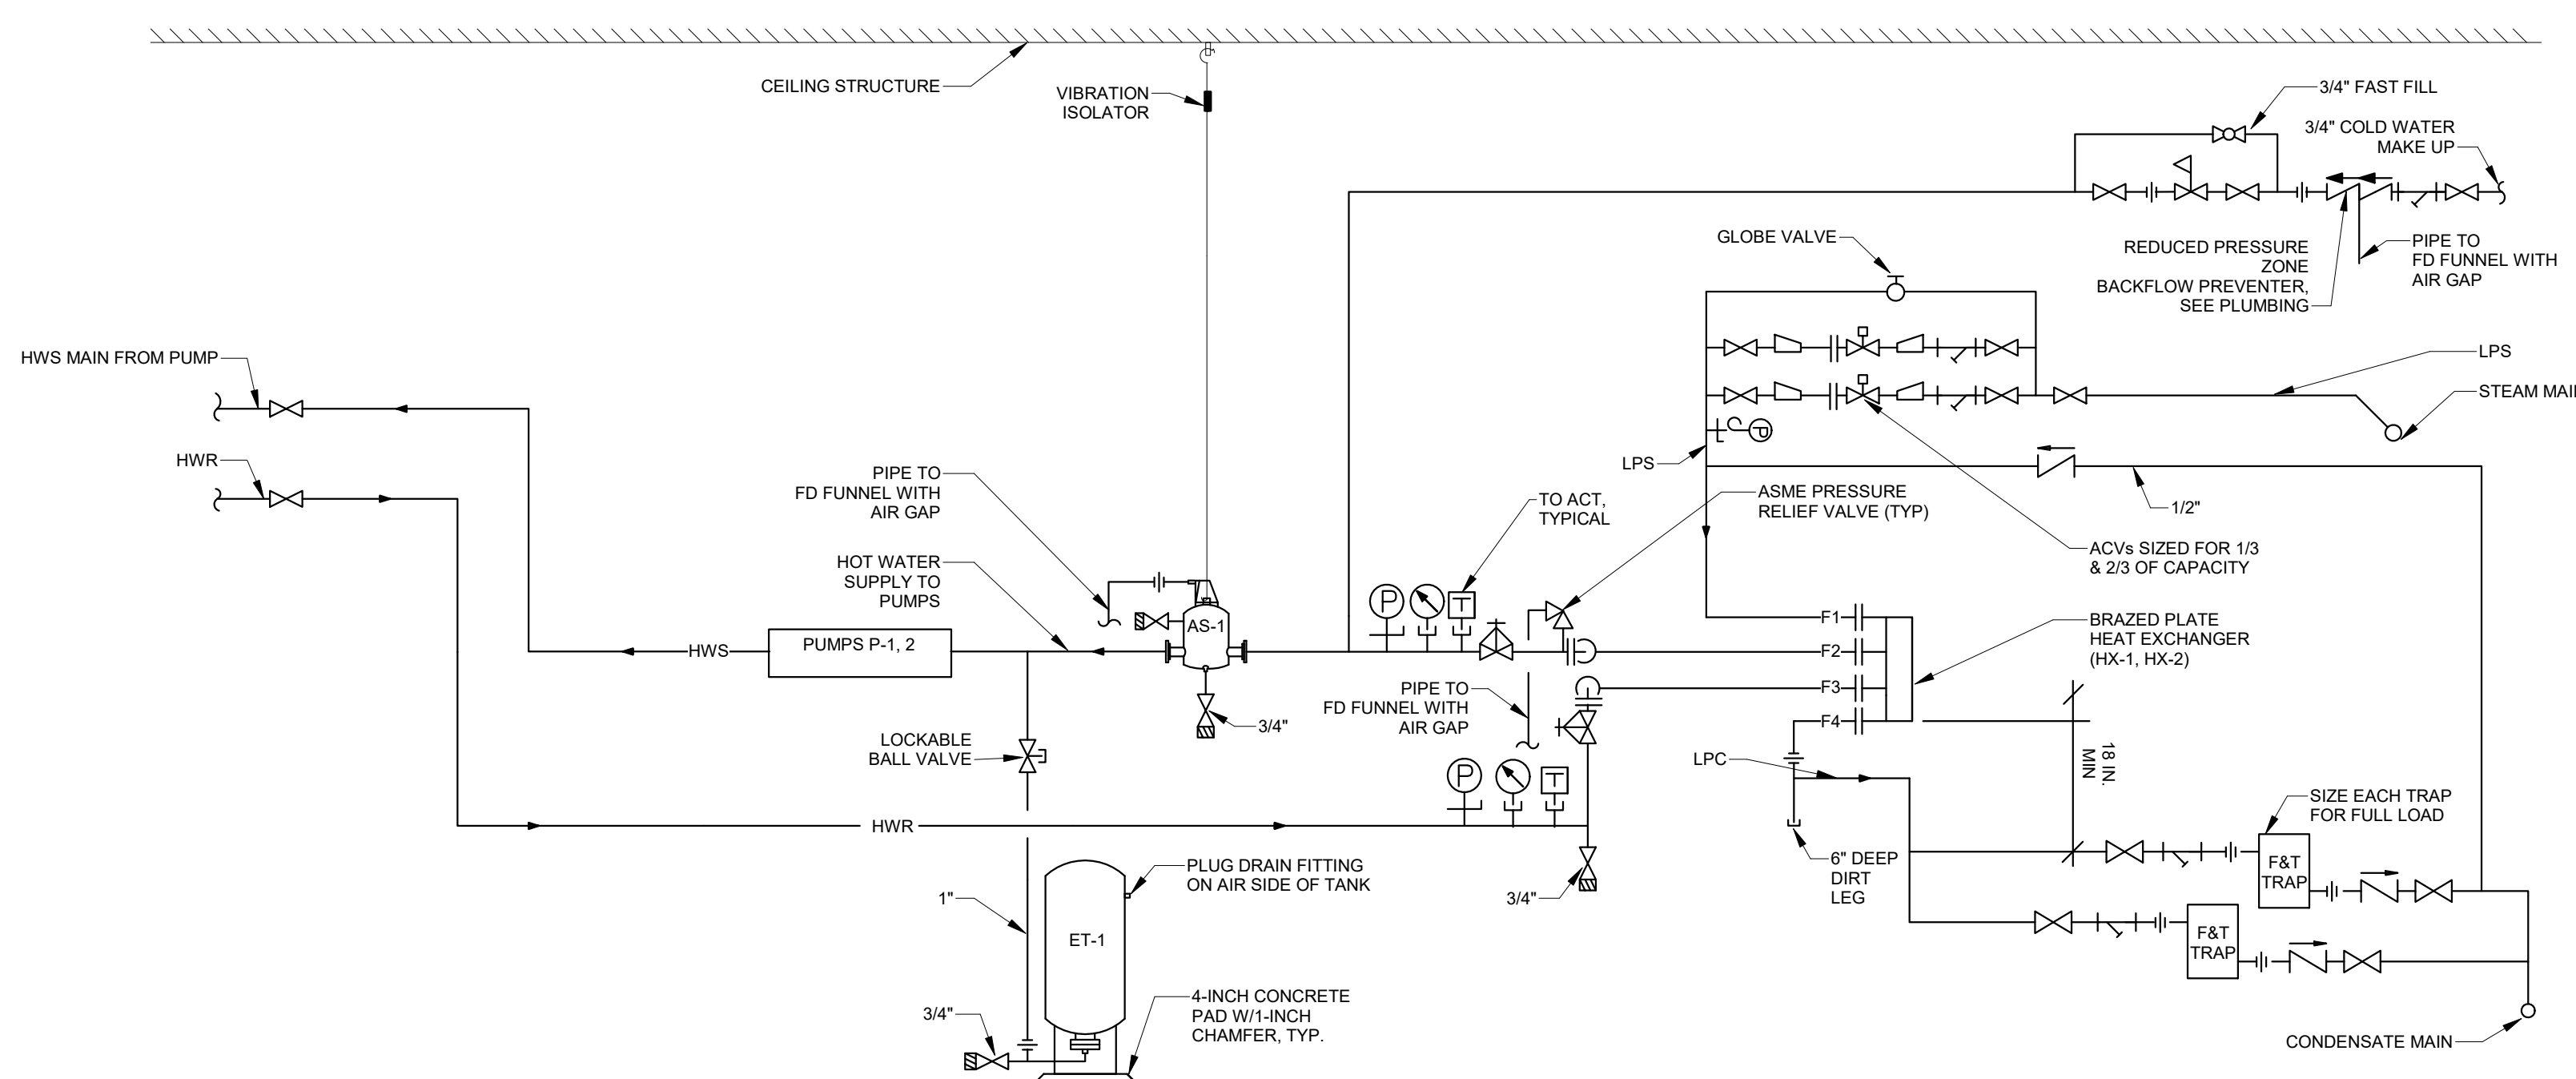 CEILING STRUCTURE
VIBRATION
ISOLATOR
3/4" FAST FILL
3/4" COLD WATER
MAKE UP
GLOBE VALVE
REDUCED PRESSURE
ZONE
BACKFLOW PREVENTER,
SEE PLUMBING
PIPE TO
FD FUNNEL WITH
AIR GAP
HWS MAIN FROM PUMP
LPS
STEAM MAI
HWR
P
LPS
PIPE TO
FD FUNNEL WITH
AIR GAP
TO ACT,
TYPICAL
ASME PRESSURE
RELIEF VALVE (TYP)
1/2"
ACVs SIZED FOR 1/3
& 2/3 OF CAPACITY
HOT WATER
SUPPLY TO
PUMPS
P
T
AS-1
F1
BRAZED PLATE
HEAT EXCHANGER
(HX-1, HX-2)
PUMPS P-1, 2
HWS
F2
F3
F4
PIPE TO
FD FUNNEL WITH
AIR GAP
3/4"
LOCKABLE
BALL VALVE
LPC
18 IN.
MIN
P
T
SIZE EACH TRAP
FOR FULL LOAD
HWR
6" DEEP
DIRT
LEG
F&T
TRAP
PLUG DRAIN FITTING
ON AIR SIDE OF TANK
1"
3/4"
ET-1
F&T
TRAP
4-INCH CONCRETE
PAD W/1-INCH
CHAMFER, TYP.
3/4"
CONDENSATE MAIN